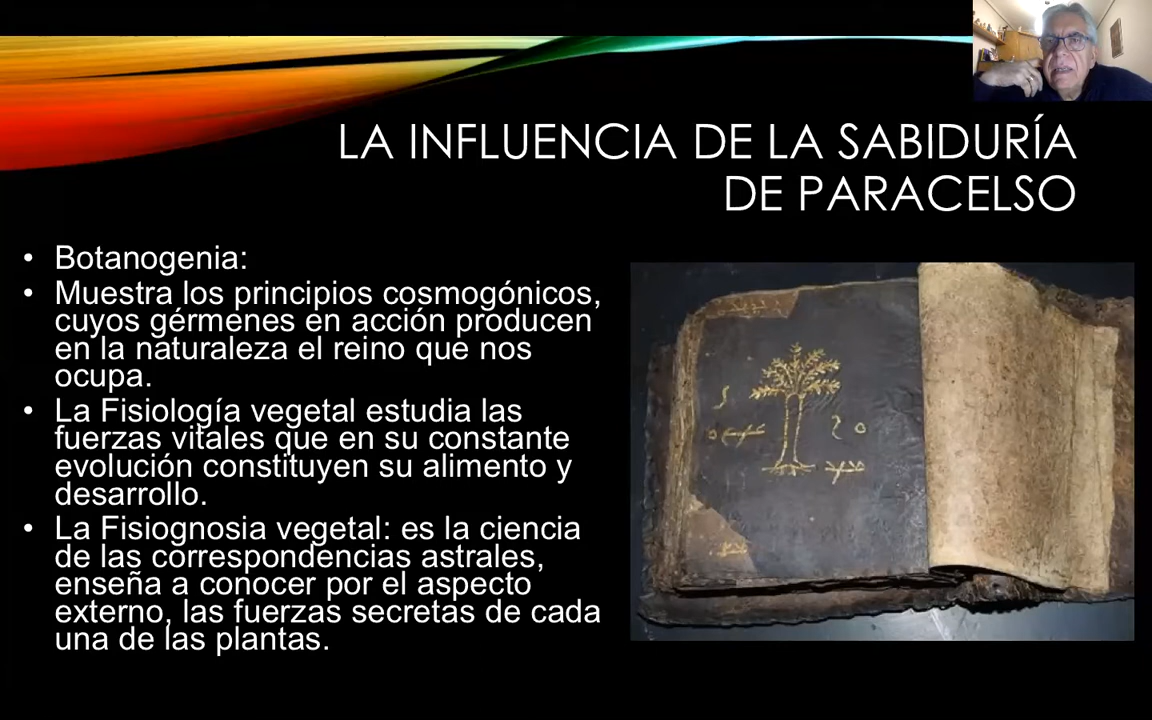 LA INFLUENCIA DE LA SABIDURÍA
DE PARACELSO
• Botanogenia:
• Muestra los principios cosmogónicos,
cuyos gérmenes en acción producen
en la naturaleza el reino que nos
ocupa.
• La Fisiología vegetal estudia las
fuerzas vitales que en su constante
evolución constituyen su alimento y
desarrollo.
• La Fisiognosia vegetal: es la ciencia
de las correspondencias astrales,
enseña a conocer por el aspecto
externo, las fuerzas secretas de cada
una de las plantas.